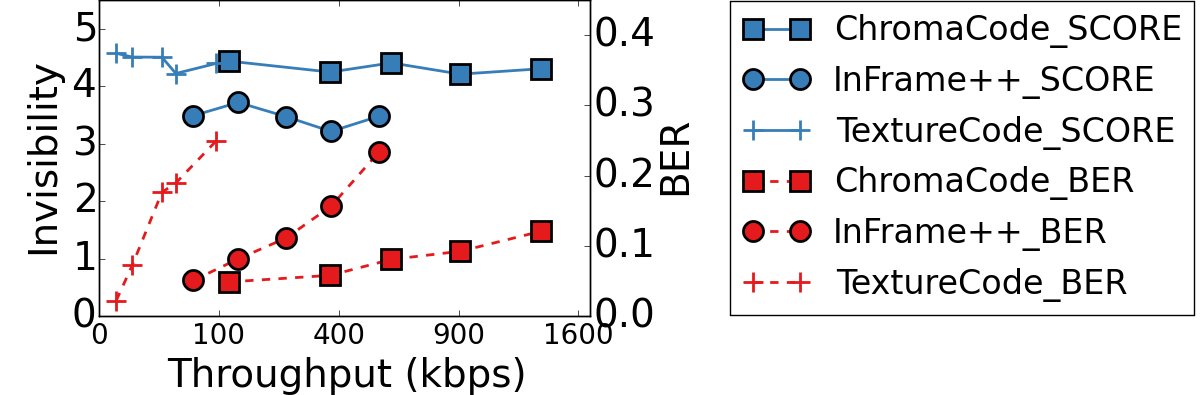 5
4
3
2
1
0
Invisibility
0.4
0.3
0.2
0.1
0.0
BER
0
100
400
900
1600
Throughput (kbps)
ChromaCode_SCORE
InFrame++_SCORE
TextureCode_SCORE
ChromaCode_BER
InFrame++_BER
TextureCode_BER